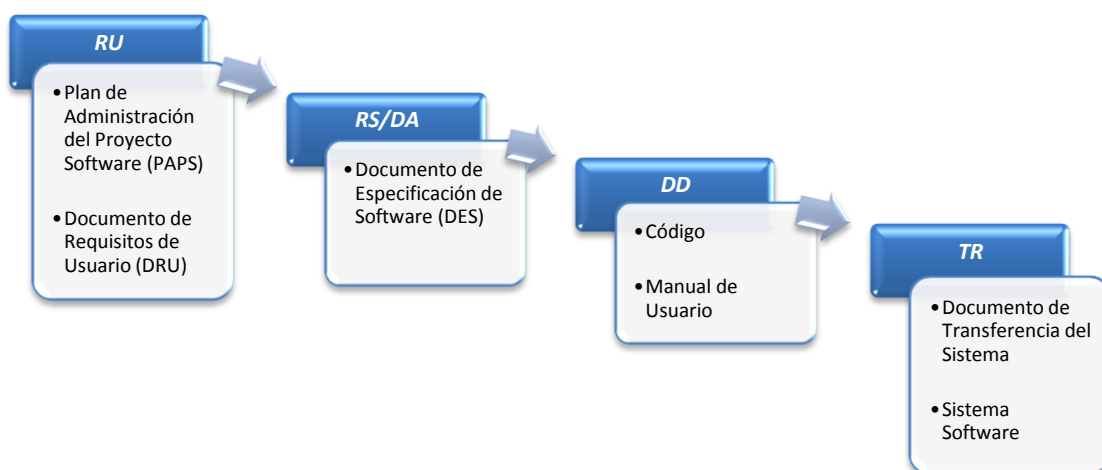 RU
•Plan de
Administración
del Proyecto
Software (PAPS)
•Documento de
Requisitos de
Usuario (DRU)
RS/DA
•Documento de
Especificación de
Software (DES)
DD
•Código
•Manual de
Usuario
TR
•Documento de
Transferencia del
Sistema
•Sistema
Software